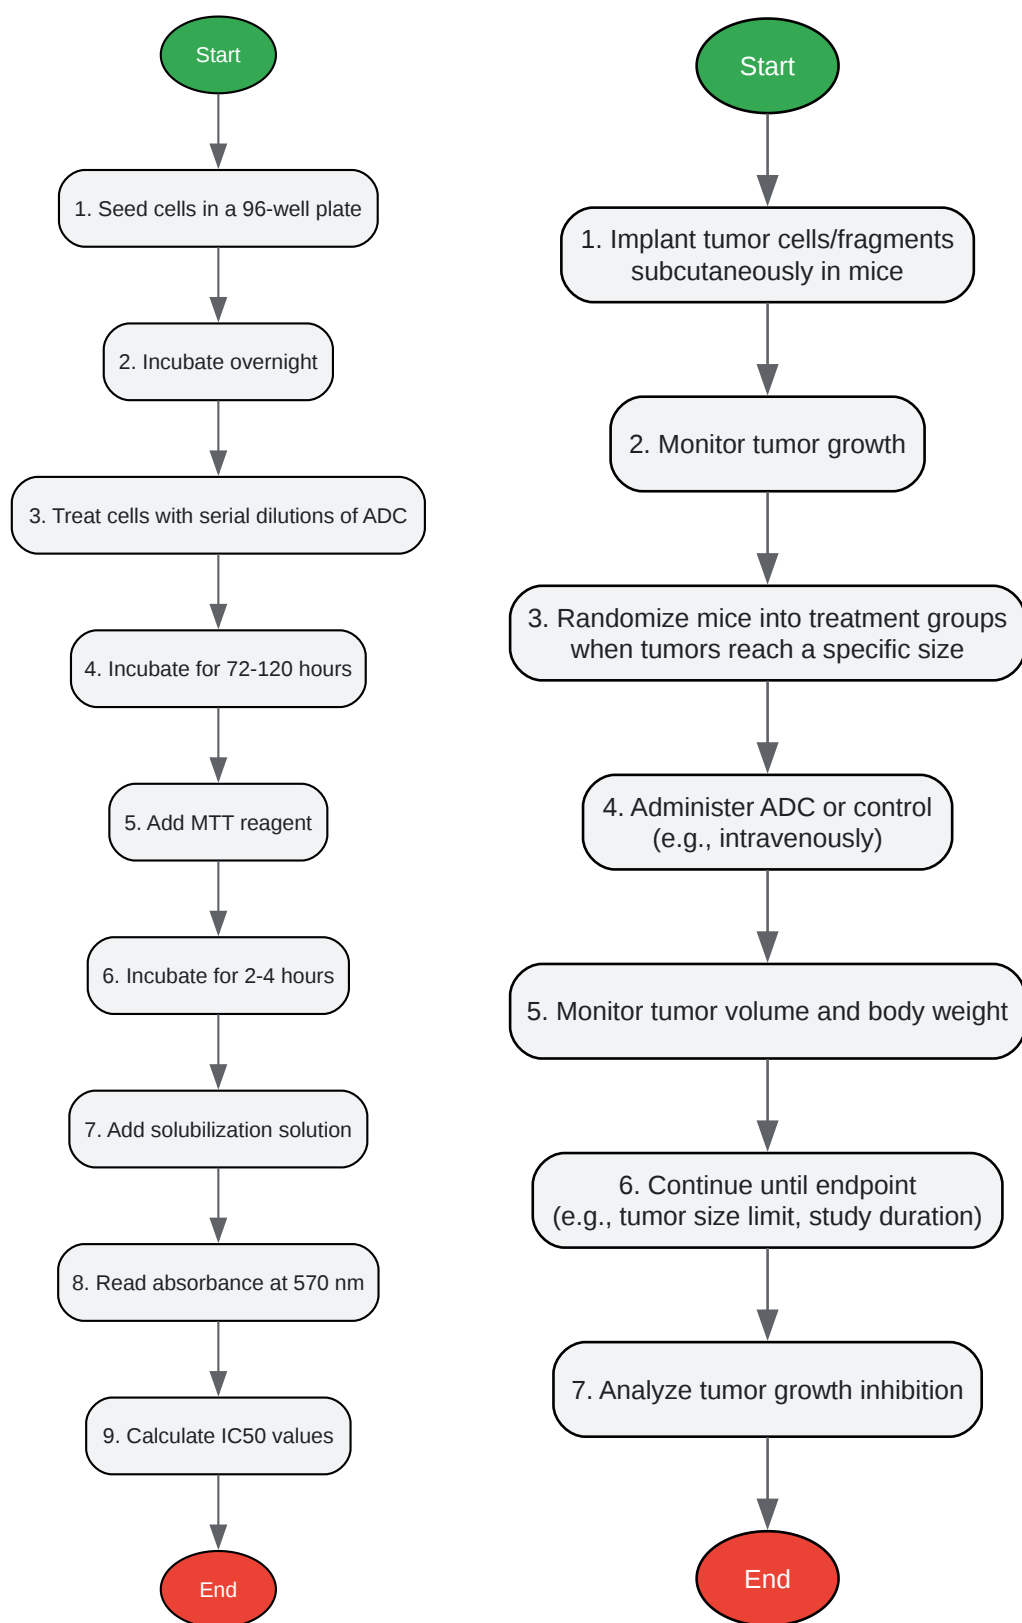 Start
1. Seed cells in a 96-well plate
2. Incubate overnight
3. Treat cells with serial dilutions of ADC
4. Incubate for 72-120 hours
5. Add MTT reagent
6. Incubate for 2-4 hours
7. Add solubilization solution
8. Read absorbance at 570 nm
9. Calculate IC50 values
End
Start
1. Implant tumor cells/fragments
subcutaneously in mice
2. Monitor tumor growth
3. Randomize mice into treatment groups
when tumors reach a specific size
4. Administer ADC or control
(e.g., intravenously)
5. Monitor tumor volume and body weight
6. Continue until endpoint
(e.g., tumor size limit, study duration)
7. Analyze tumor growth inhibition
End